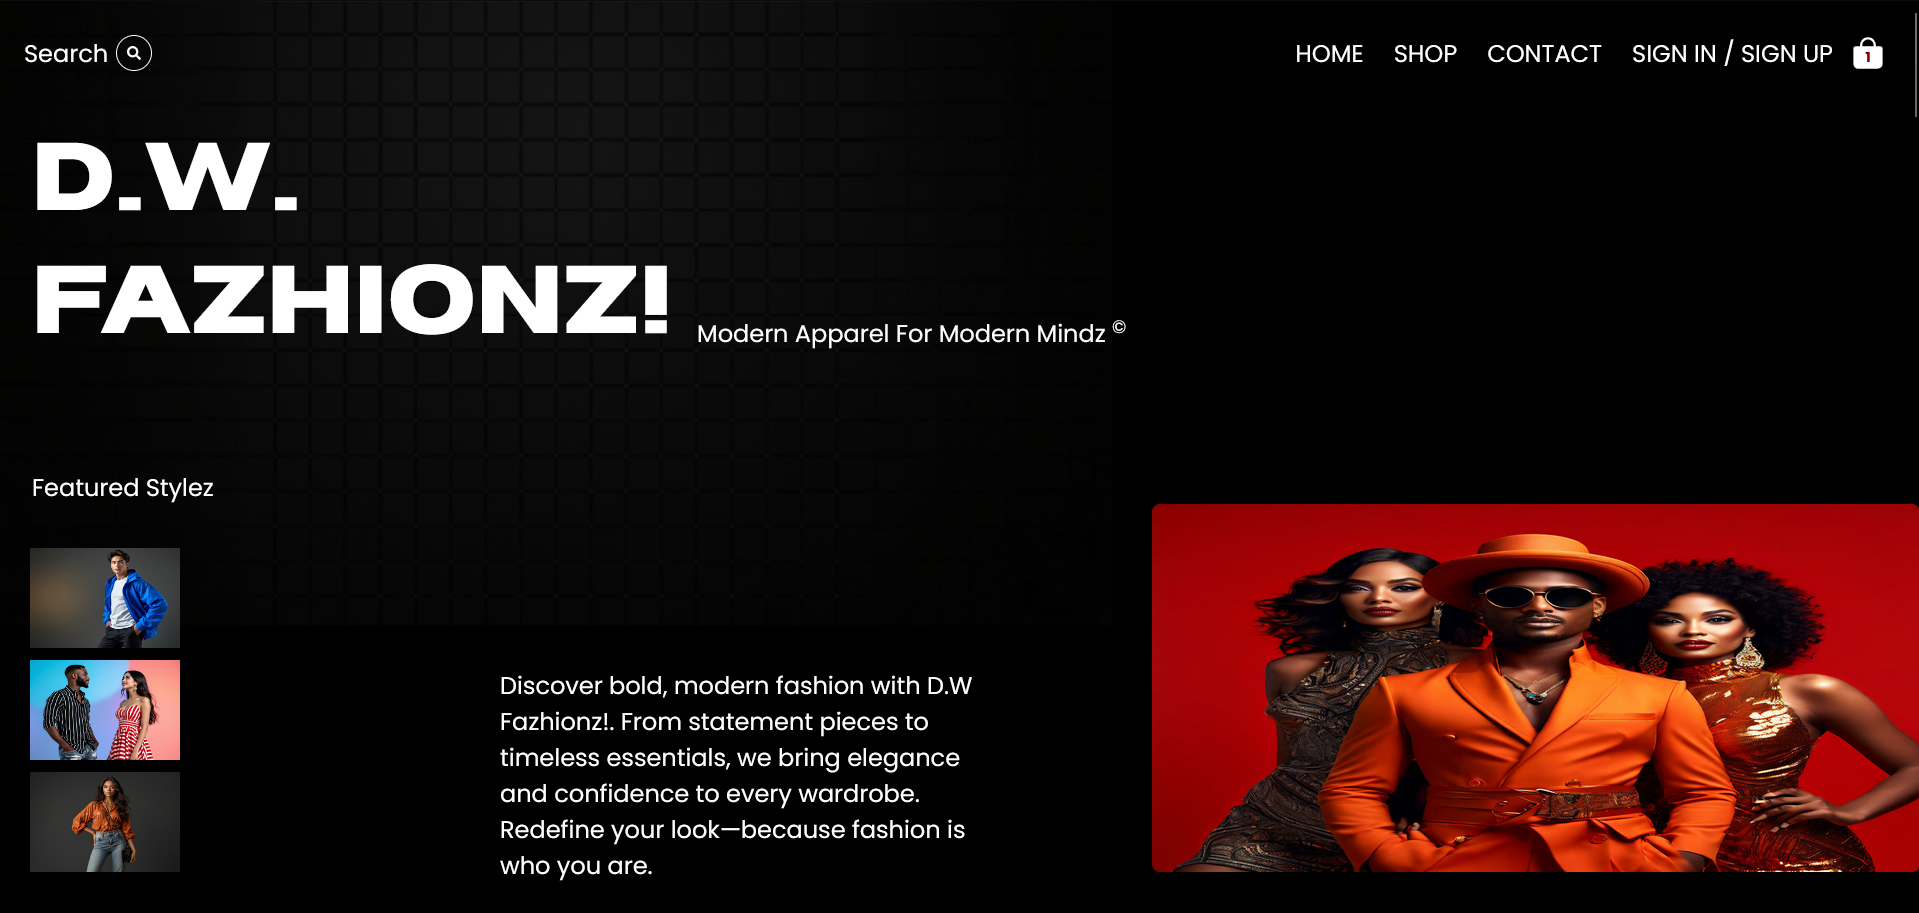 Search
HOME SHOP CONTACT SIGN IN / SIGN UP 1
D.W.
FAZHIONZ!
Modern Apparel For Modern Mindz ©
Featured Stylez
Discover bold, modern fashion with D.W
Fazhionz!. From statement pieces to
timeless essentials, we bring elegance
and confidence to every wardrobe.
Redefine your look—because fashion is
who you are.